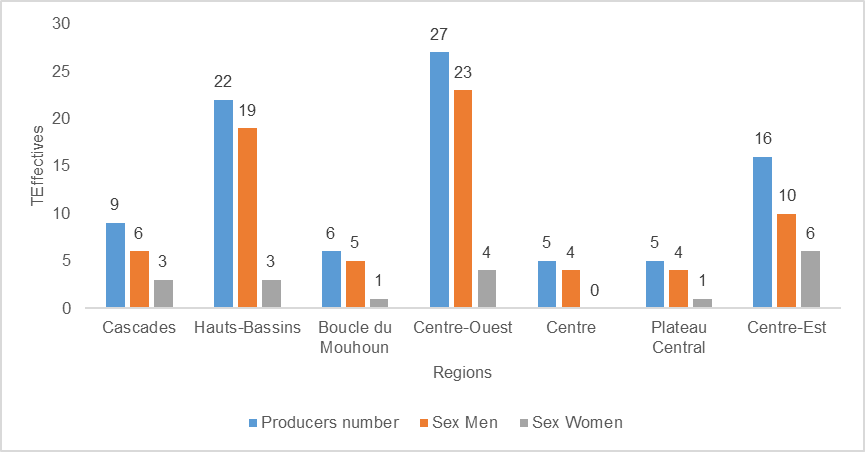 30
25
20
15
10
5
0
TEffectives
9
6
3
22
19
3
6
5
1
27
23
4
5
4
0
5
4
1
16
10
6
Cascades
Hauts-Bassins
Boucle du
Mouhoun
Centre-Ouest
Centre
Plateau
Central
Centre-Est
Regions
Producers number Sex Men Sex Women